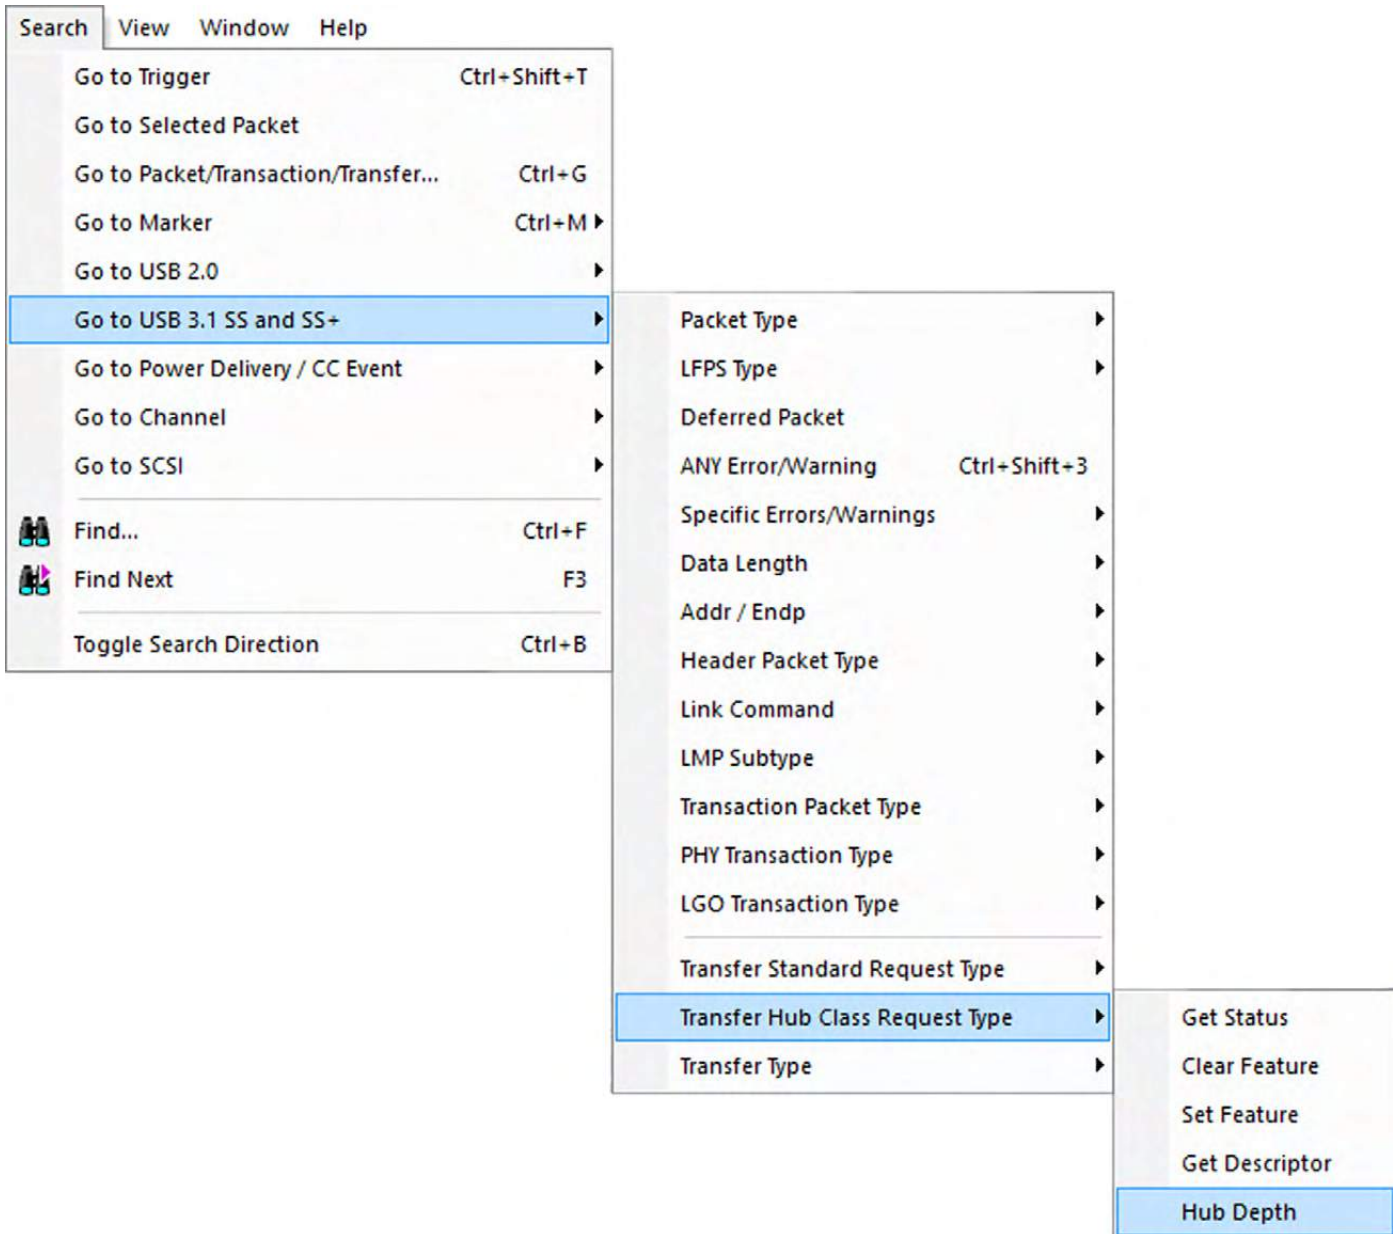 Search View Window Help
Go to Trigger Ctrl+Shift+T
Go to Selected Packet
Go to Packet/Transaction/Transfer... Ctrl+G
Go to Marker Ctrl+M
Go to USB 2.0
Go to USB 3.1 SS and SS+
Go to Power Delivery / CC Event
Go to Channel
Go to SCSI
Find... Ctrl+F
Find Next F3
Toggle Search Direction Ctrl+B
Packet Type
LFPS Type
Deferred Packet
ANY Error/Warning Ctrl+Shift+3
Specific Errors/Warnings
Data Length
Addr / Endp
Header Packet Type
Link Command
LMP Subtype
Transaction Packet Type
PHY Transaction Type
LGO Transaction Type
Transfer Standard Request Type
Transfer Hub Class Request Type
Transfer Type
Get Status
Clear Feature
Set Feature
Get Descriptor
Hub Depth